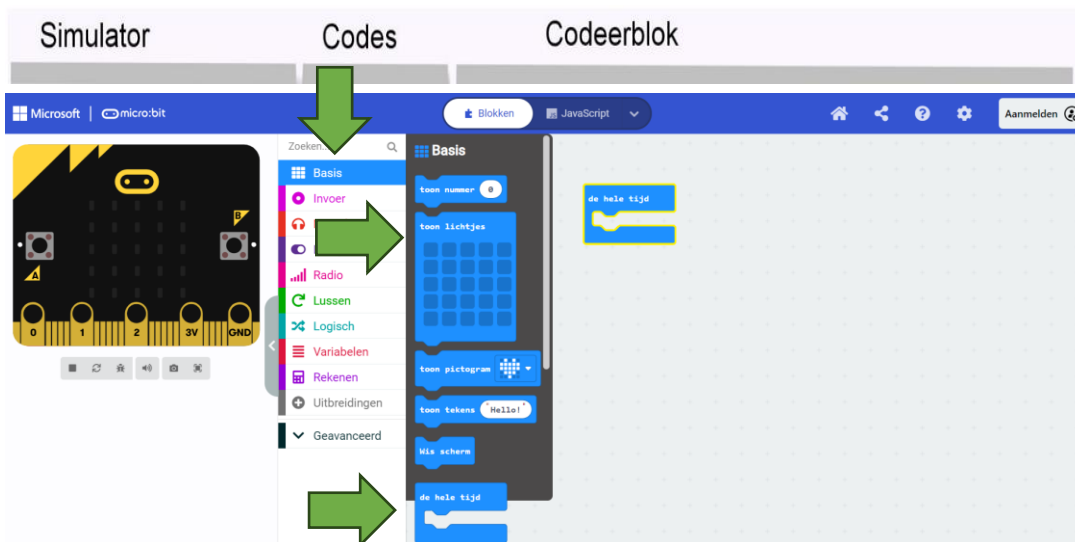 Simulator
Codes
Codeerblok
Microsoft | micro:bit
Blokken
JavaScript
Aanmelden
Zoeken...
Basis
Invoer
Radio
Lussen
Logisch
Variabelen
Rekenen
Uitbreidingen
Geavanceerd
Basis
toon nummer 0
toon lichtjes
toon pictogram
toon tekens "Hello!"
Wis scherm
de hele tijd
de hele tijd
A
B
0 1 2 3V GND